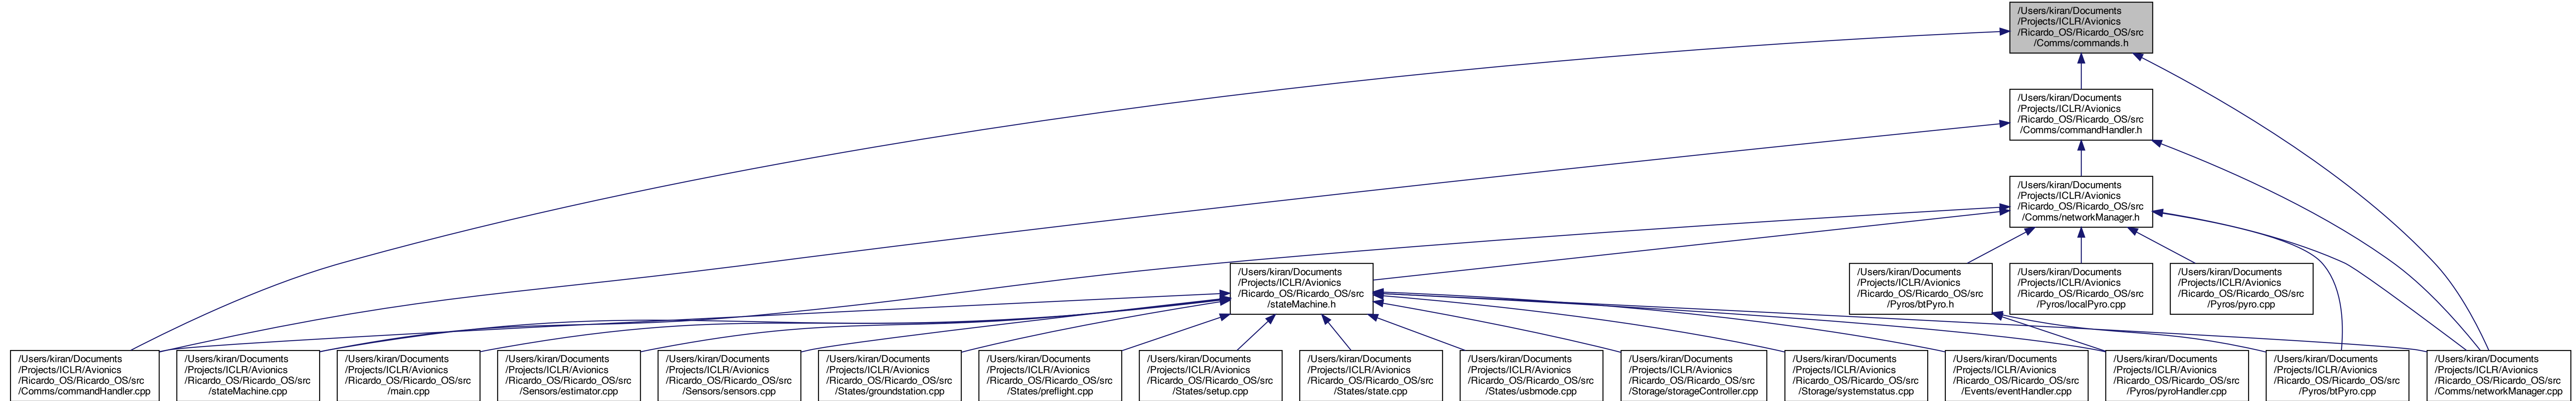 /Users/kiran/Documents
/Projects/ICLR/Avionics
/Ricardo_OS/Ricardo_OS/src
/Comms/commands.h
/Users/kiran/Documents
/Projects/ICLR/Avionics
/Ricardo_OS/Ricardo_OS/src
/Comms/commandHandler.h
/Users/kiran/Documents
/Projects/ICLR/Avionics
/Ricardo_OS/Ricardo_OS/src
/Comms/networkManager.h
/Users/kiran/Documents
/Projects/ICLR/Avionics
/Ricardo_OS/Ricardo_OS/src
/stateMachine.h
/Users/kiran/Documents
/Projects/ICLR/Avionics
/Ricardo_OS/Ricardo_OS/src
/Pyros/btPyro.h
/Users/kiran/Documents
/Projects/ICLR/Avionics
/Ricardo_OS/Ricardo_OS/src
/Pyros/localPyro.cpp
/Users/kiran/Documents
/Projects/ICLR/Avionics
/Ricardo_OS/Ricardo_OS/src
/Pyros/pyro.cpp
/Users/kiran/Documents
/Projects/ICLR/Avionics
/Ricardo_OS/Ricardo_OS/src
/Comms/commandHandler.cpp
/Users/kiran/Documents
/Projects/ICLR/Avionics
/Ricardo_OS/Ricardo_OS/src
/stateMachine.cpp
/Users/kiran/Documents
/Projects/ICLR/Avionics
/Ricardo_OS/Ricardo_OS/src
/main.cpp
/Users/kiran/Documents
/Projects/ICLR/Avionics
/Ricardo_OS/Ricardo_OS/src
/Sensors/estimator.cpp
/Users/kiran/Documents
/Projects/ICLR/Avionics
/Ricardo_OS/Ricardo_OS/src
/Sensors/sensors.cpp
/Users/kiran/Documents
/Projects/ICLR/Avionics
/Ricardo_OS/Ricardo_OS/src
/States/groundstation.cpp
/Users/kiran/Documents
/Projects/ICLR/Avionics
/Ricardo_OS/Ricardo_OS/src
/States/preflight.cpp
/Users/kiran/Documents
/Projects/ICLR/Avionics
/Ricardo_OS/Ricardo_OS/src
/States/setup.cpp
/Users/kiran/Documents
/Projects/ICLR/Avionics
/Ricardo_OS/Ricardo_OS/src
/States/state.cpp
/Users/kiran/Documents
/Projects/ICLR/Avionics
/Ricardo_OS/Ricardo_OS/src
/States/usbmode.cpp
/Users/kiran/Documents
/Projects/ICLR/Avionics
/Ricardo_OS/Ricardo_OS/src
/Storage/storageController.cpp
/Users/kiran/Documents
/Projects/ICLR/Avionics
/Ricardo_OS/Ricardo_OS/src
/Storage/systemstatus.cpp
/Users/kiran/Documents
/Projects/ICLR/Avionics
/Ricardo_OS/Ricardo_OS/src
/Events/eventHandler.cpp
/Users/kiran/Documents
/Projects/ICLR/Avionics
/Ricardo_OS/Ricardo_OS/src
/Pyros/pyroHandler.cpp
/Users/kiran/Documents
/Projects/ICLR/Avionics
/Ricardo_OS/Ricardo_OS/src
/Pyros/btPyro.cpp
/Users/kiran/Documents
/Projects/ICLR/Avionics
/Ricardo_OS/Ricardo_OS/src
/Comms/networkManager.cpp